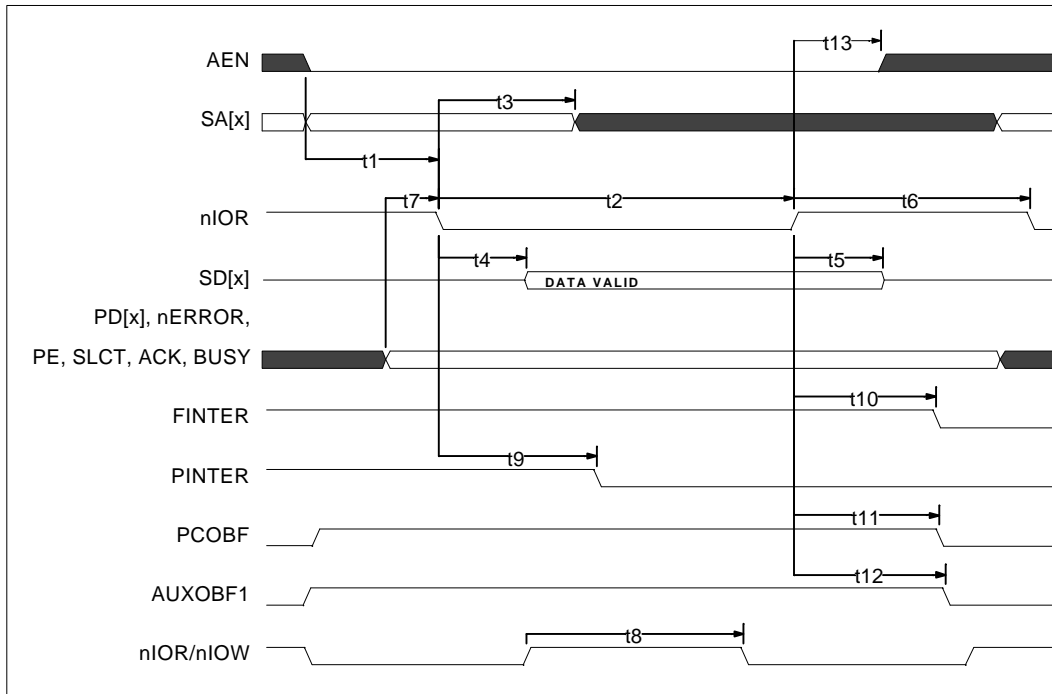 t13
AEN
t3
SA[x]
t1
t7
t2
t6
nIOR
t4
t5
SD[x]
DATA VALID
PD[x], nERROR,
PE, SLCT, ACK, BUSY
t10
FINTER
t9
PINTER
t11
PCOBF
t12
AUXOBF1
t8
nIOR/nIOW